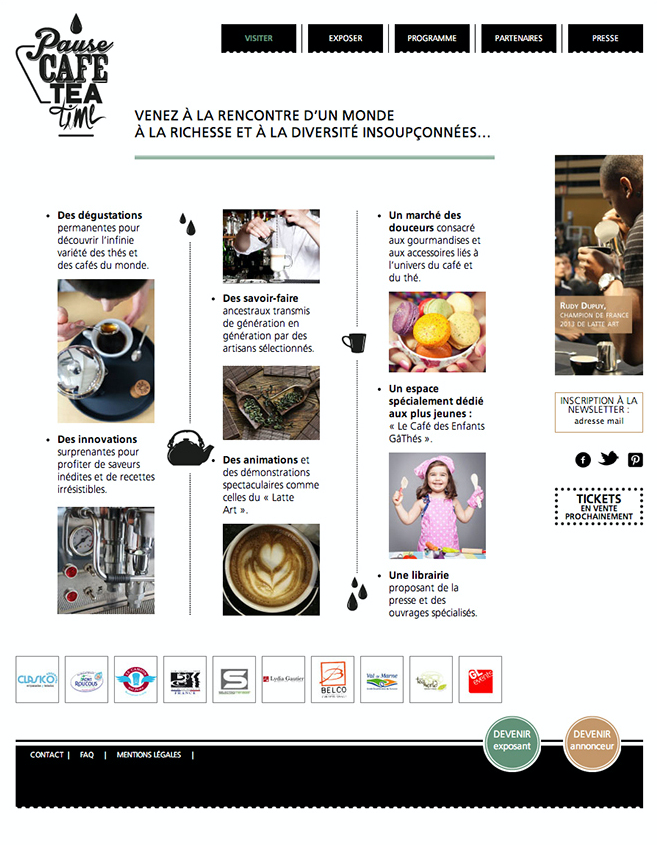 Pause
CAFÉ
TEA
time
VISITER
EXPOSER
PROGRAMME
PARTENAIRES
PRESSE
VENEZ À LA RENCONTRE D'UN MONDE
À LA RICHESSE ET À LA DIVERSITÉ INSOUPÇONNÉES...
• Des dégustations
permanentes pour
découvrir l'infinie
variété des thés et
des cafés du monde.
• Des innovations
surprenantes pour
profiter de saveurs
inédites et de recettes
irrésistibles.
• Des savoir-faire
ancestraux transmis
de génération en
génération par des
artisans sélectionnés.
• Des animations et
des démonstrations
spectaculaires comme
celles du « Latte
Art ».
• Un marché des
douceurs consacré
aux gourmandises et
aux accessoires liés à
l'univers du café et
du thé.
• Un espace
spécialement dédié
aux plus jeunes :
« Le Café des Enfants
GâThés ».
• Une librairie
proposant de la
presse et des
ouvrages spécialisés.
RUDY DUPUY,
CHAMPION DE FRANCE
2013 DE LATTE ART
INSCRIPTION À LA
NEWSLETTER :
adresse mail
TICKETS
EN VENTE
PROCHAINEMENT
CLASKO
MONT
ROUCOUS
FRANCE
Lydia Gautier
BELCO
Val de Marne
GL
events
DEVENIR
exposant
DEVENIR
annonceur
CONTACT | FAQ | MENTIONS LÉGALES |